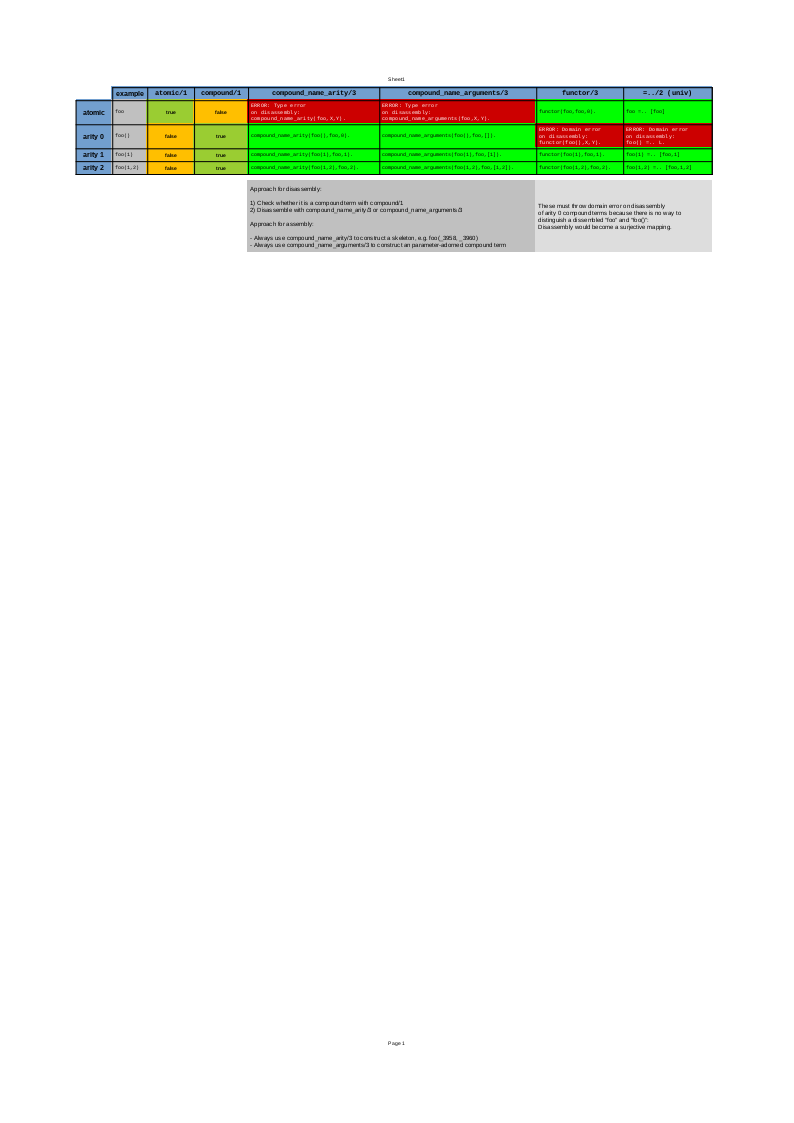 Sheet1
example atomic/1 compound/1 compound_name_arity/3 compound_name_arguments/3 functor/3 =../2 (univ)
atomic foo true false ERROR: Type error on disassembly: compound_name_arity(foo,X,Y). ERROR: Type error on disassembly: compound_name_arguments(foo,X,Y). functor(foo,foo,0). foo =.. [foo]
arity 0 foo() false true compound_name_arity(foo(),foo,0). compound_name_arguments(foo(),foo,[]). ERROR: Domain error on disassembly: functor(foo(),X,Y). ERROR: Domain error on disassembly: foo() =.. L.
arity 1 foo(1) false true compound_name_arity(foo(1),foo,1). compound_name_arguments(foo(1),foo,[1]). functor(foo(1),foo,1). foo(1) =.. [foo,1]
arity 2 foo(1,2) false true compound_name_arity(foo(1,2),foo,2). compound_name_arguments(foo(1,2),foo,[1,2]). functor(foo(1,2),foo,2). foo(1,2) =.. [foo,1,2]
Approach for disassembly:
1) Check whether it is a compound term with compound/1
2) Disassemble with compound_name_arity/3 or compound_name_arguments/3
Approach for assembly:
- Always use compound_name_arity/3 to construct a skeleton, e.g. foo(_3958, _3960)
- Always use compound_name_arguments/3 to construct an parameter-adorned compound term
These must throw domain error on disassembly
of arity 0 compound terms because there is no way to
distinguish a dissembled "foo" and "foo()":
Disassembly would become a surjective mapping.
Page 1